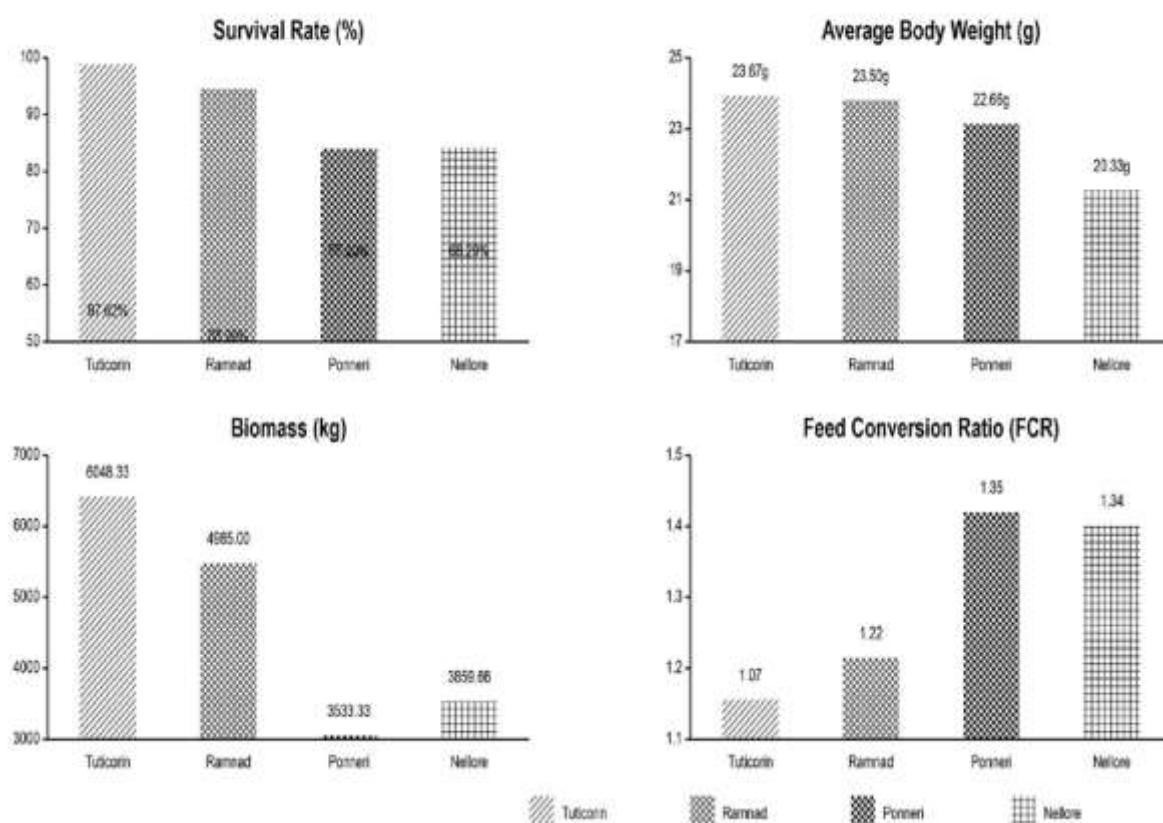 Survival Rate (%)
100
90
80
70
60
50
97.62%
68.29%
Tuticorin
Ramnad
Ponneri
Nellore
Average Body Weight (g)
25
23
21
19
17
23.67g
23.50g
22.66g
20.33g
Tuticorin
Ramnad
Ponneri
Nellore
Biomass (kg)
7000
6000
5000
4000
3000
6048.33
4985.00
3533.33
3859.66
Tuticorin
Ramnad
Ponneri
Nellore
Feed Conversion Ratio (FCR)
1.5
1.4
1.3
1.2
1.1
1.07
1.22
1.35
1.34
Tuticorin
Ramnad
Ponneri
Nellore
Tuticorin
Ramnad
Ponneri
Nellore